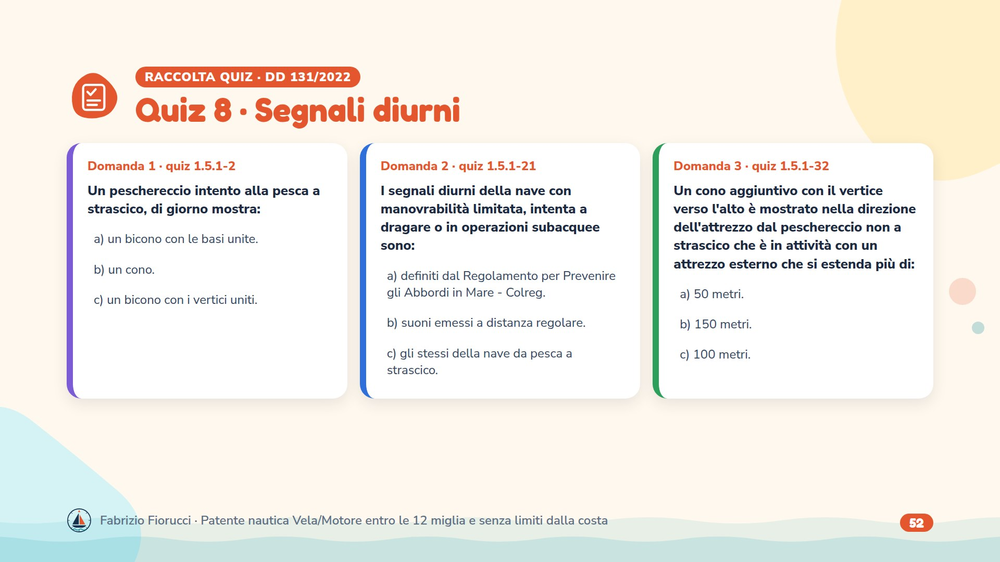 RACCOLTA QUIZ · DD 131/2022
Quiz 8 · Segnali diurni
Domanda 1 · quiz 1.5.1-2
Un peschereccio intento alla pesca a
strascico, di giorno mostra:
a) un bicono con le basi unite.
b) un cono.
c) un bicono con i vertici uniti.
Domanda 2 · quiz 1.5.1-21
I segnali diurni della nave con
manovrabilità limitata, intenta a
dragare o in operazioni subacquee
sono:
a) definiti dal Regolamento per Prevenire
gli Abbordi in Mare - Colreg.
b) suoni emessi a distanza regolare.
c) gli stessi della nave da pesca a
strascico.
Domanda 3 · quiz 1.5.1-32
Un cono aggiuntivo con il vertice
verso l'alto è mostrato nella direzione
dell'attrezzo dal peschereccio non a
strascico che è in attività con un
attrezzo esterno che si estenda più di:
a) 50 metri.
b) 150 metri.
c) 100 metri.
Fabrizio Fiorucci · Patente nautica Vela/Motore entro le 12 miglia e senza limiti dalla costa
52